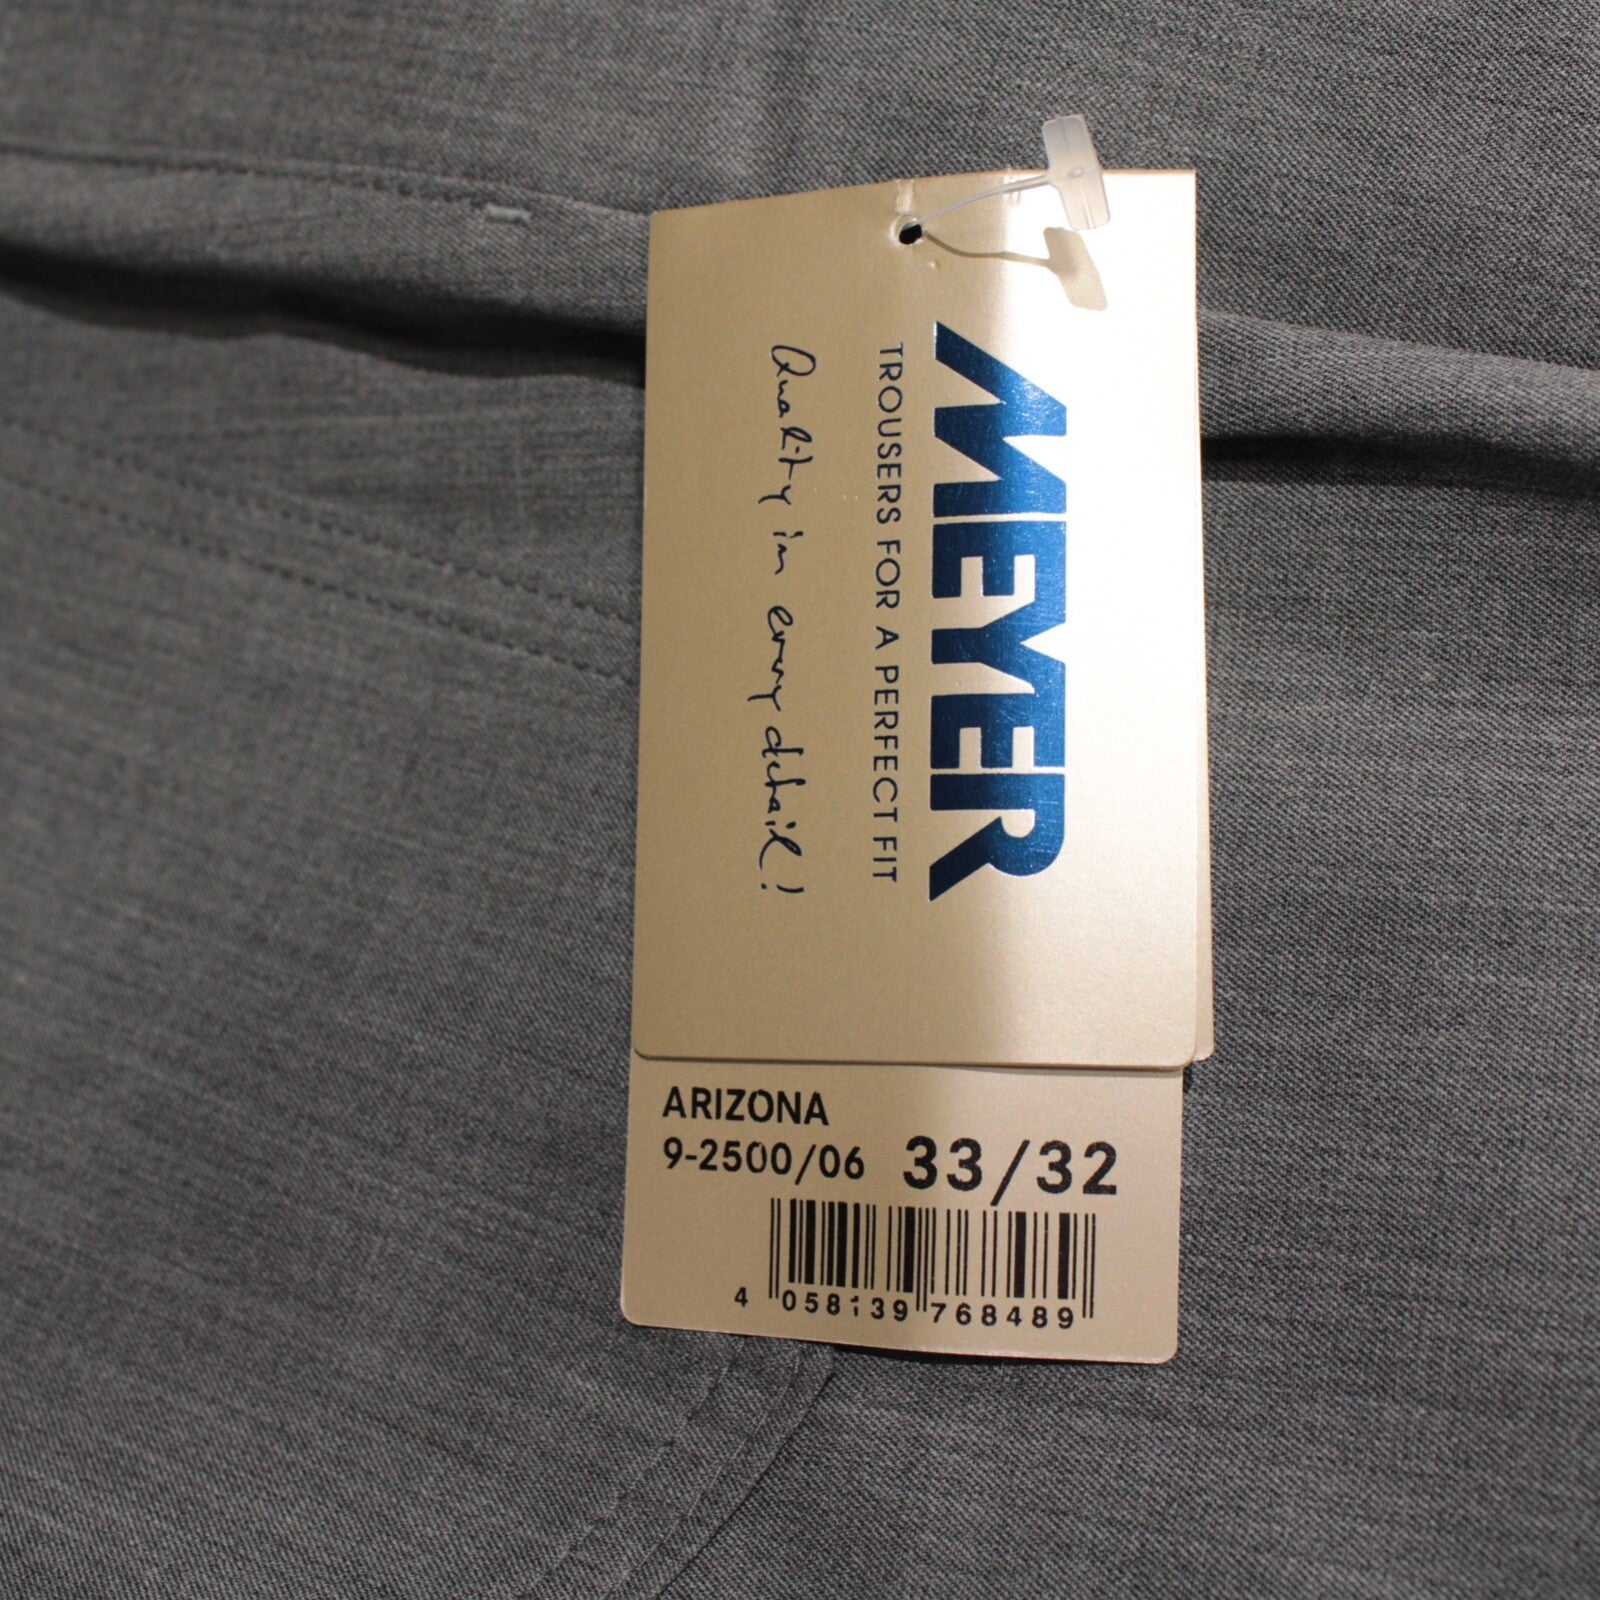 MEYER
TROUSERS FOR A PERFECT FIT
Quality in every detail!
ARIZONA
9-2500/06 33/32
4 058139 768489